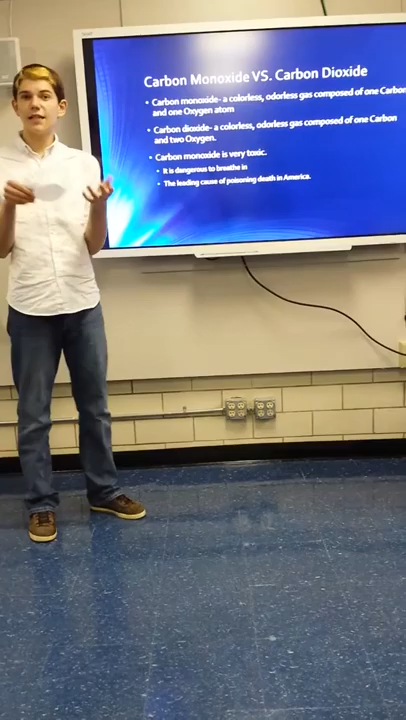 Carbon Monoxide VS. Carbon Dioxide
• Carbon monoxide- a colorless, odorless gas composed of one Carbon
and one Oxygen atom
• Carbon dioxide- a colorless, odorless gas composed of one Carbon
and two Oxygen.
• Carbon monoxide is very toxic.
• It is dangerous to breathe in
• The leading cause of poisoning death in America.